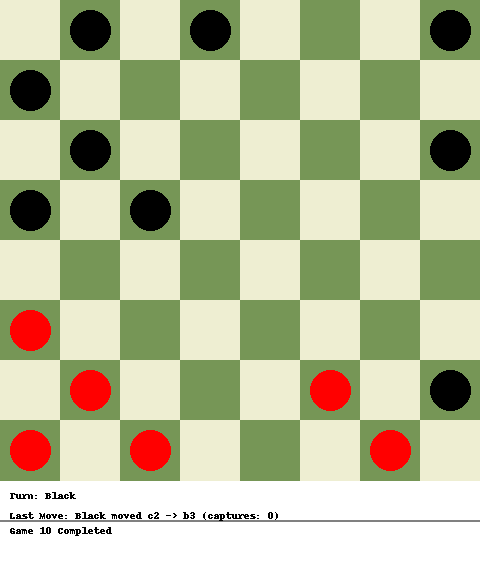 Turn: Black
Last Move: Black moved c2 -> b3 (captures: 0)
Game 10 Completed